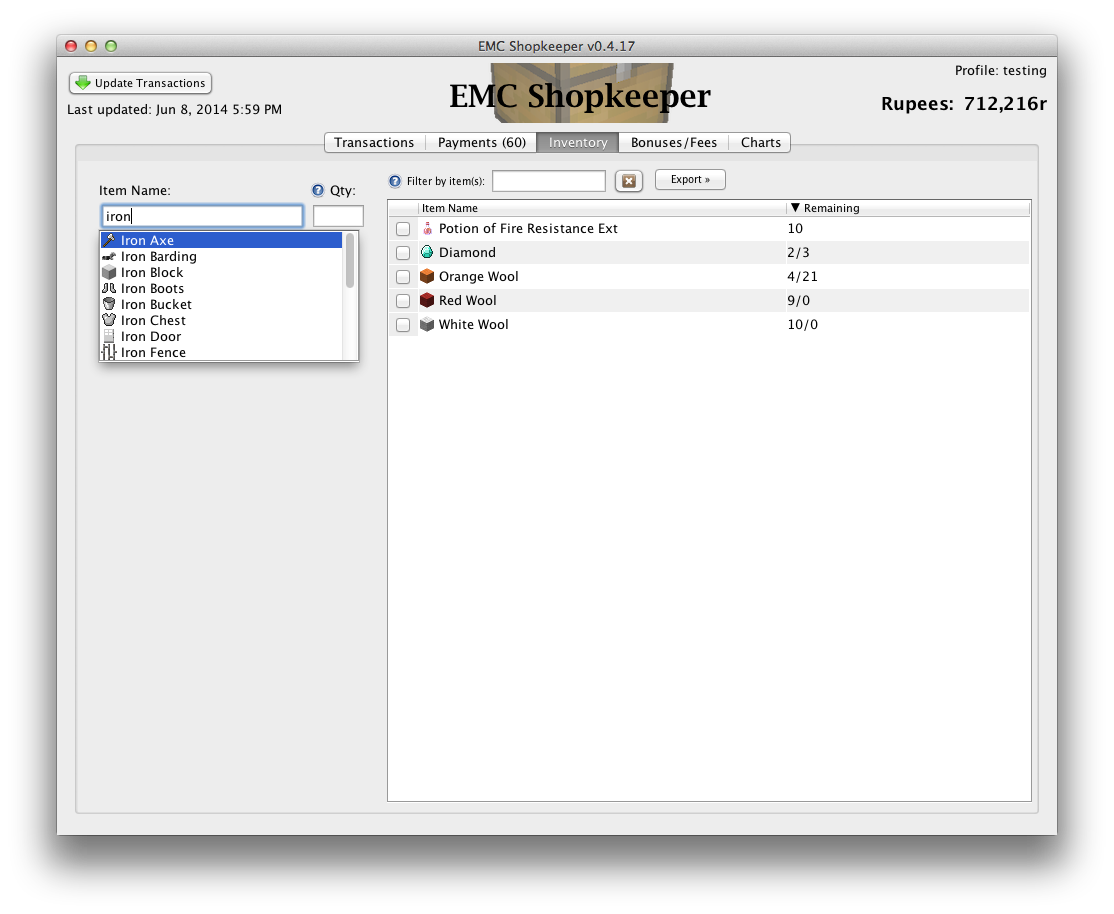 EMC Shopkeeper v0.4.17
Update Transactions
Last updated: Jun 8, 2014 5:59 PM
EMC Shopkeeper
Profile: testing
Rupees: 712,216r
Transactions Payments (60) Inventory Bonuses/Fees Charts
Item Name: ? Qty:
iron
Iron Axe
Iron Barding
Iron Block
Iron Boots
Iron Bucket
Iron Chest
Iron Door
Iron Fence
? Filter by item(s): Export »
Item Name ▼ Remaining
Potion of Fire Resistance Ext 10
Diamond 2/3
Orange Wool 4/21
Red Wool 9/0
White Wool 10/0